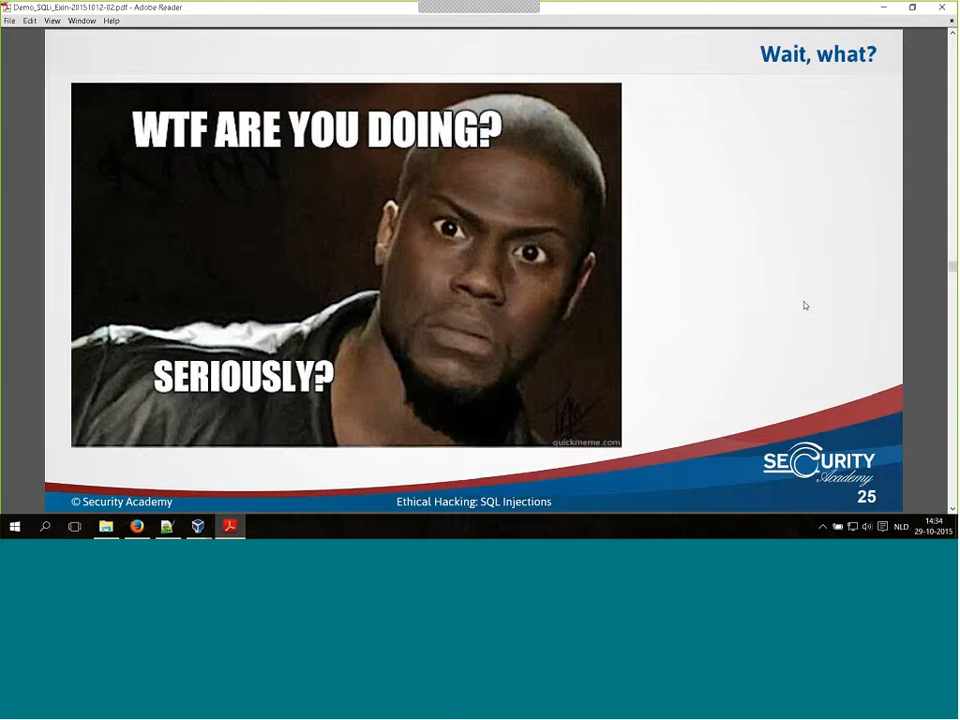 Demo_SQLi_Exin-20151012-02.pdf - Adobe Reader
File Edit View Window Help
Wait, what?
WTF ARE YOU DOING?
SERIOUSLY?
quickmeme.com
SECURITY
Academy
© Security Academy
Ethical Hacking: SQL Injections
25
NLD
14:34
29-10-2015